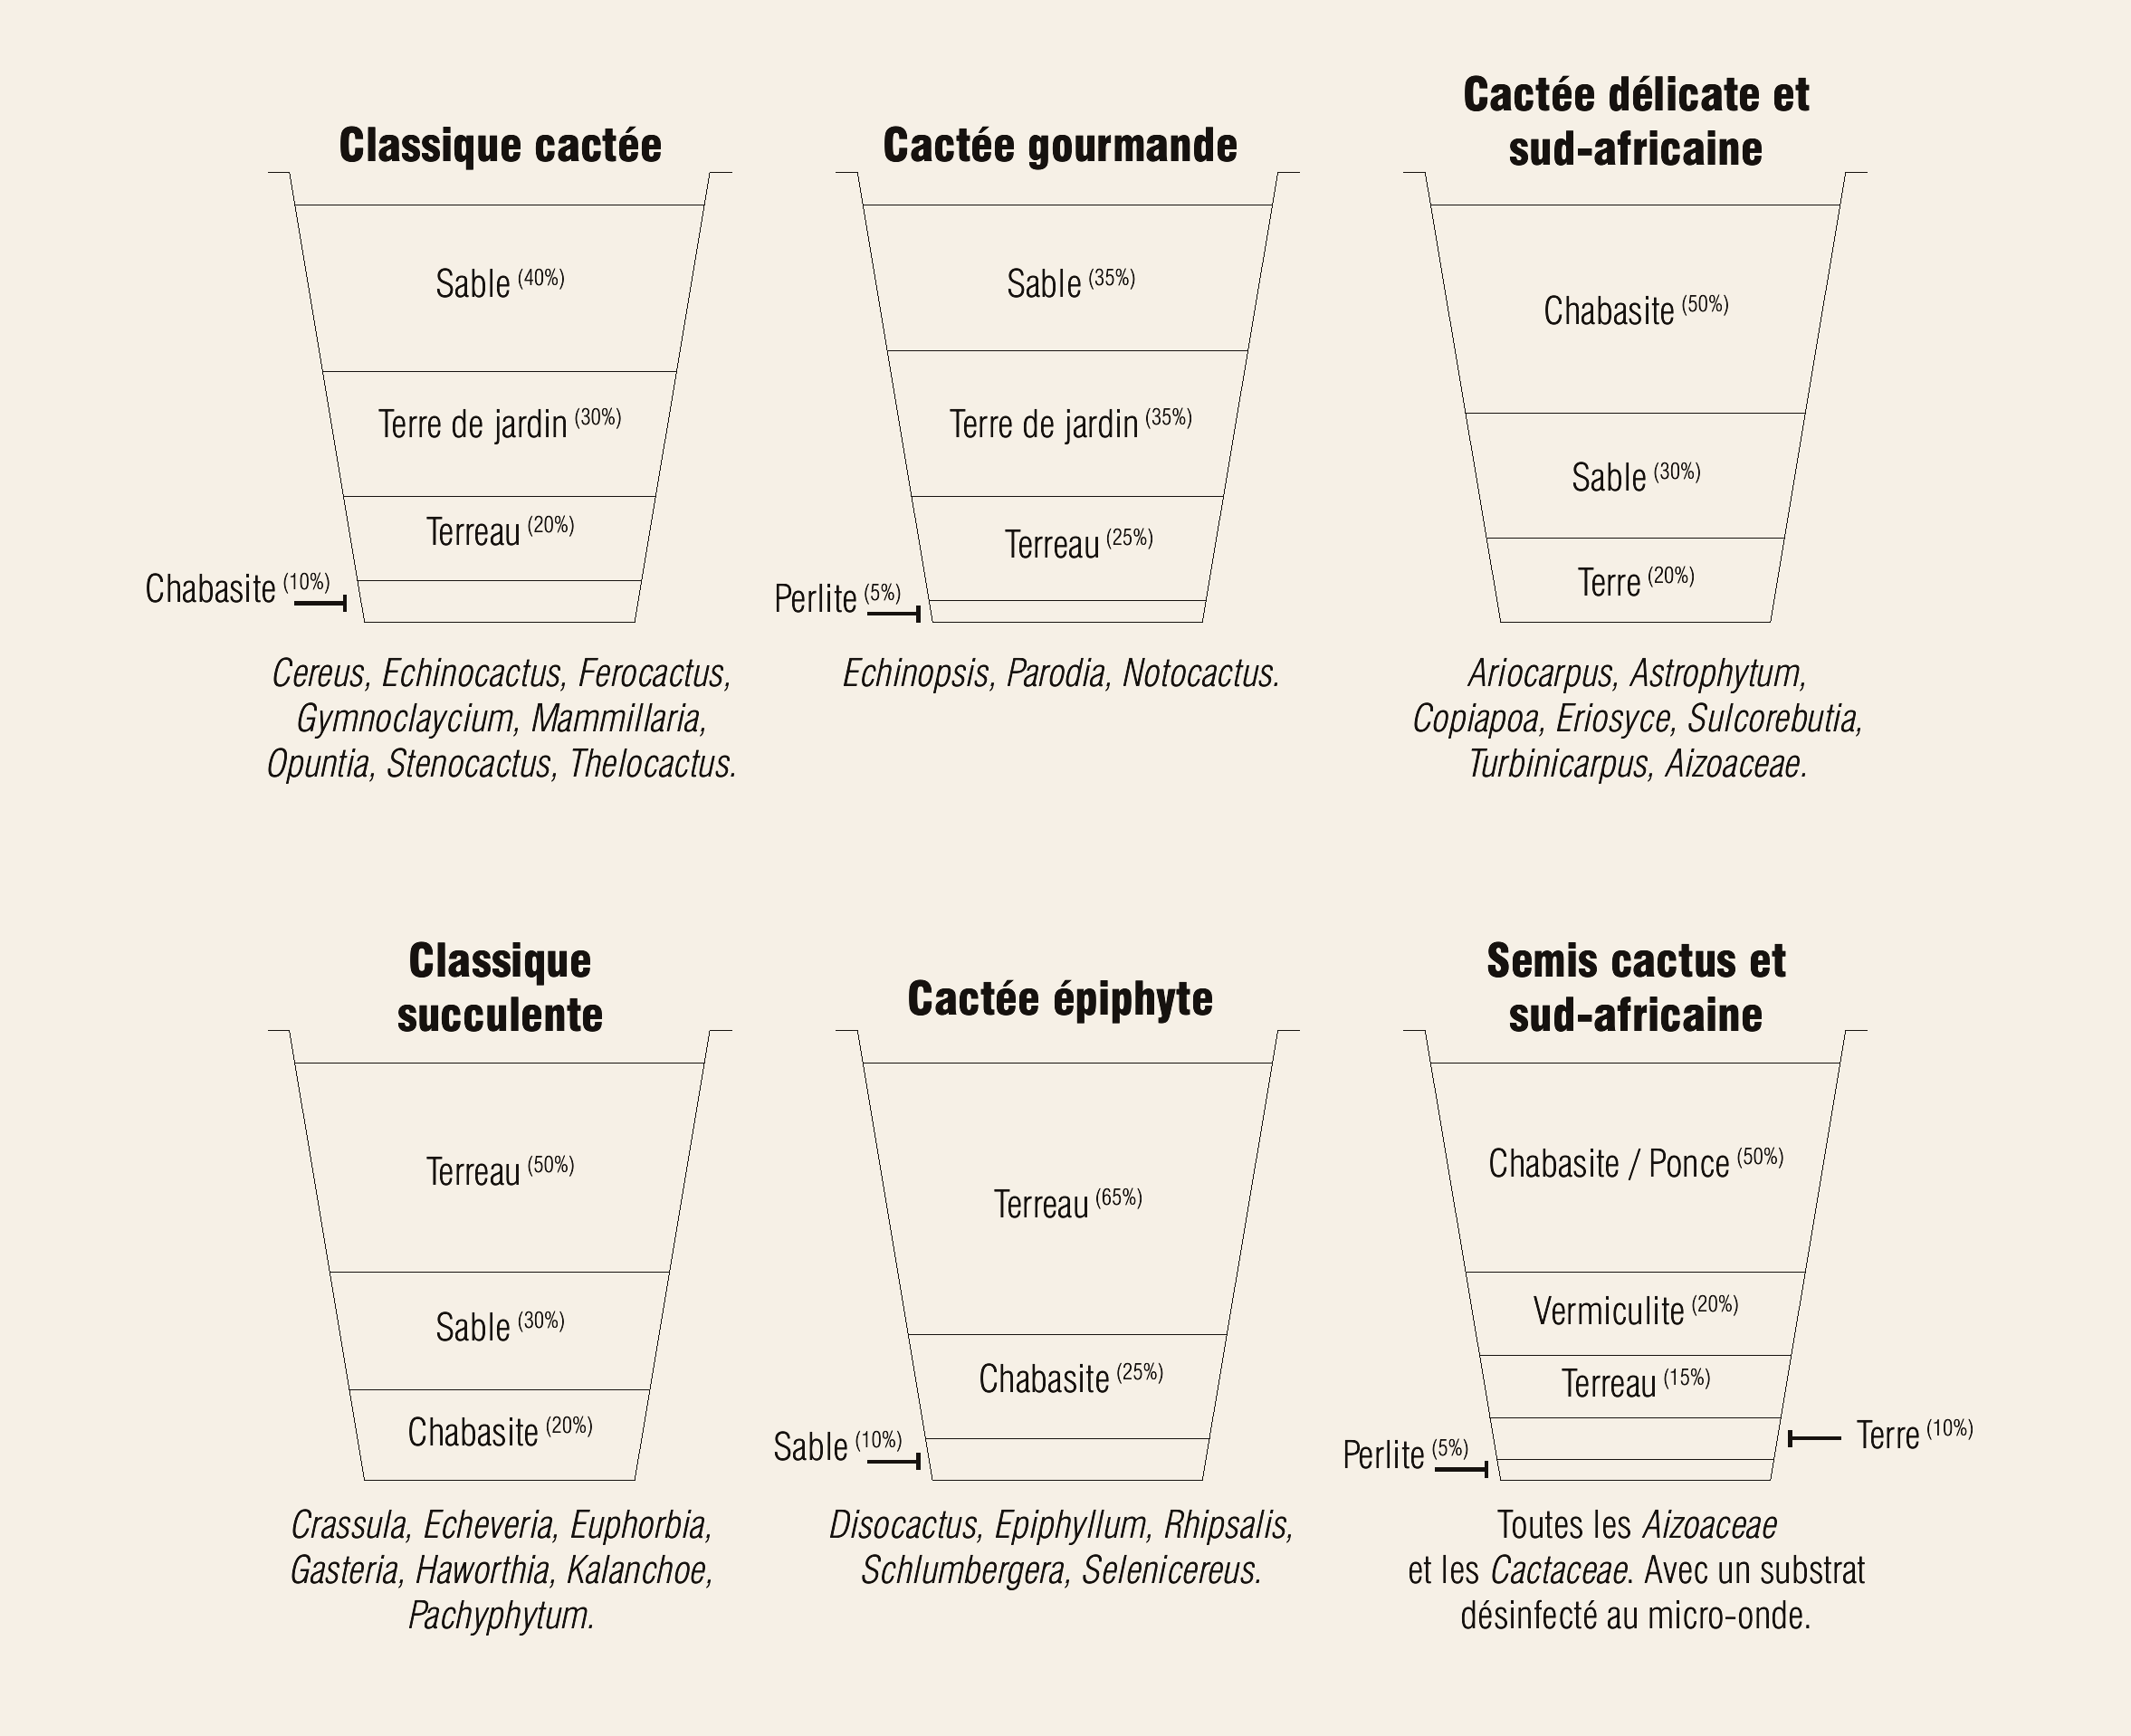 Classique cactée
Sable (40%)
Terre de jardin (30%)
Terreau (20%)
Chabasite (10%)
Cereus, Echinocactus, Ferocactus,
Gymnoclaycium, Mammillaria,
Opuntia, Stenocactus, Thelocactus.
Cactée gourmande
Sable (35%)
Terre de jardin (35%)
Terreau (25%)
Perlite (5%)
Echinopsis, Parodia, Notocactus.
Cactée délicate et
sud-africaine
Chabasite (50%)
Sable (30%)
Terre (20%)
Ariocarpus, Astrophytum,
Copiapoa, Eriosyce, Sulcorebutia,
Turbinicarpus, Aizoaceae.
Classique
succulente
Terreau (50%)
Sable (30%)
Chabasite (20%)
Crassula, Echeveria, Euphorbia,
Gasteria, Haworthia, Kalanchoe,
Pachyphytum.
Cactée épiphyte
Terreau (65%)
Chabasite (25%)
Sable (10%)
Disocactus, Epiphyllum, Rhipsalis,
Schlumbergera, Selenicereus.
Semis cactus et
sud-africaine
Chabasite / Ponce (50%)
Vermiculite (20%)
Terreau (15%)
Terre (10%)
Perlite (5%)
Toutes les Aizoaceae
et les Cactaceae. Avec un substrat
désinfecté au micro-onde.